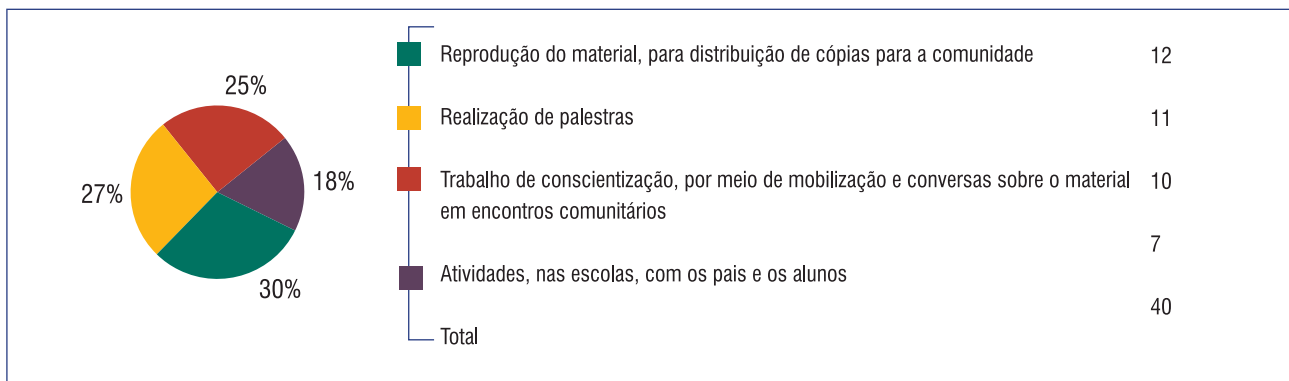 25%
18%
27%
30%
Reprodução do material, para distribuição de cópias para a comunidade 12
Realização de palestras 11
Trabalho de conscientização, por meio de mobilização e conversas sobre o material 10
em encontros comunitários
7
Atividades, nas escolas, com os pais e os alunos
40
Total